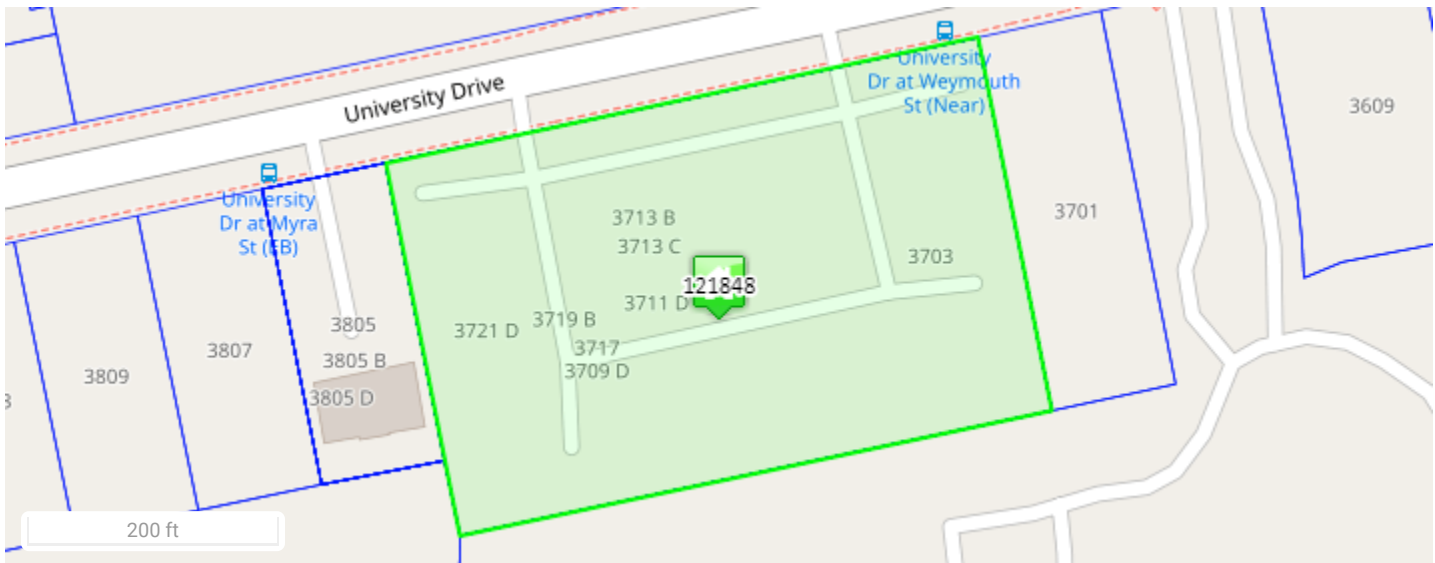 University
Dr at Weymouth
St (Near)
University Drive
3609
University
Dr at Myra
St (EB)
3701
3713 B
3713 C
3703
121848
3711 D
3719 B
3721 D
3805
3717
3805 B
3807
3709 D
3809
3805 D
200 ft